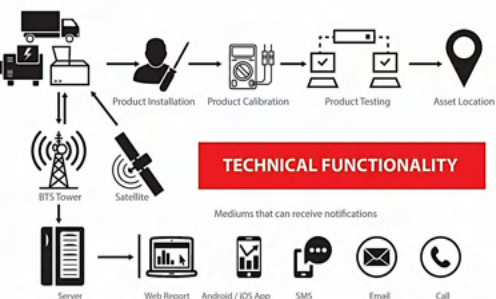 Product Installation
Product Calibration
Product Testing
Asset Location
TECHNICAL FUNCTIONALITY
BTS Tower
Satellite
Mediums that can receive notifications
Server
Web Report
Android / iOS App
SMS
Email
Call